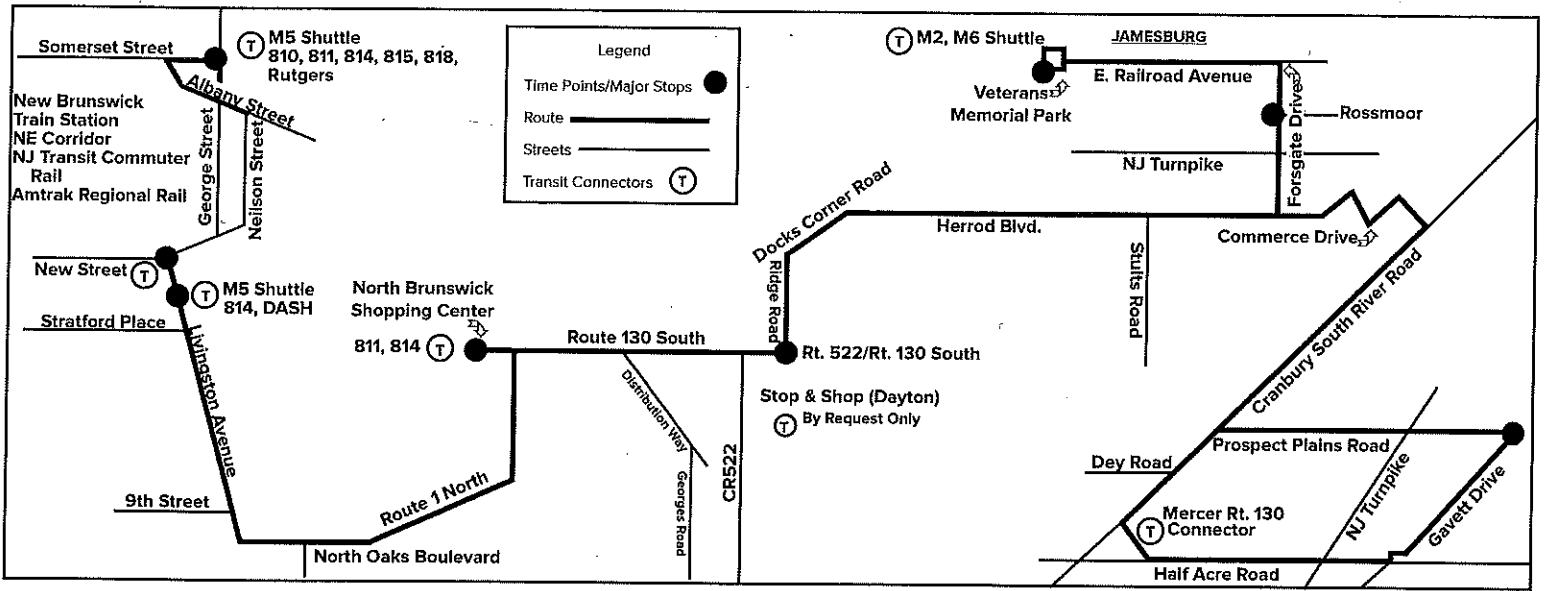 Somerset Street
T
M5 Shuttle
810, 811, 814, 815, 818,
Rutgers
Albany Street
New Brunswick
Train Station
NE Corridor
NJ Transit Commuter
Rail
Amtrak Regional Rail
George Street
Neilson Street
Legend
Time Points/Major Stops
Route
Streets
Transit Connectors T
T M2, M6 Shuttle
JAMESBURG
E. Railroad Avenue
Veterans
Memorial Park
Forsgate Drive
Rossmoor
NJ Turnpike
New Street T
T M5 Shuttle
814, DASH
Stratford Place
Livingston Avenue
9th Street
North Oaks Boulevard
Route 1 North
North Brunswick
Shopping Center
811, 814 T
Route 130 South
Distribution Way
Georges Road
CR522
Rt. 522/Rt. 130 South
Stop & Shop (Dayton)
T By Request Only
Ridge Road
Docks Corner Road
Herrod Blvd.
Stults Road
Commerce Drive
Cranbury South River Road
Prospect Plains Road
Dey Road
NJ Turnpike
Gavett Drive
T Mercer Rt. 130
Connector
Half Acre Road